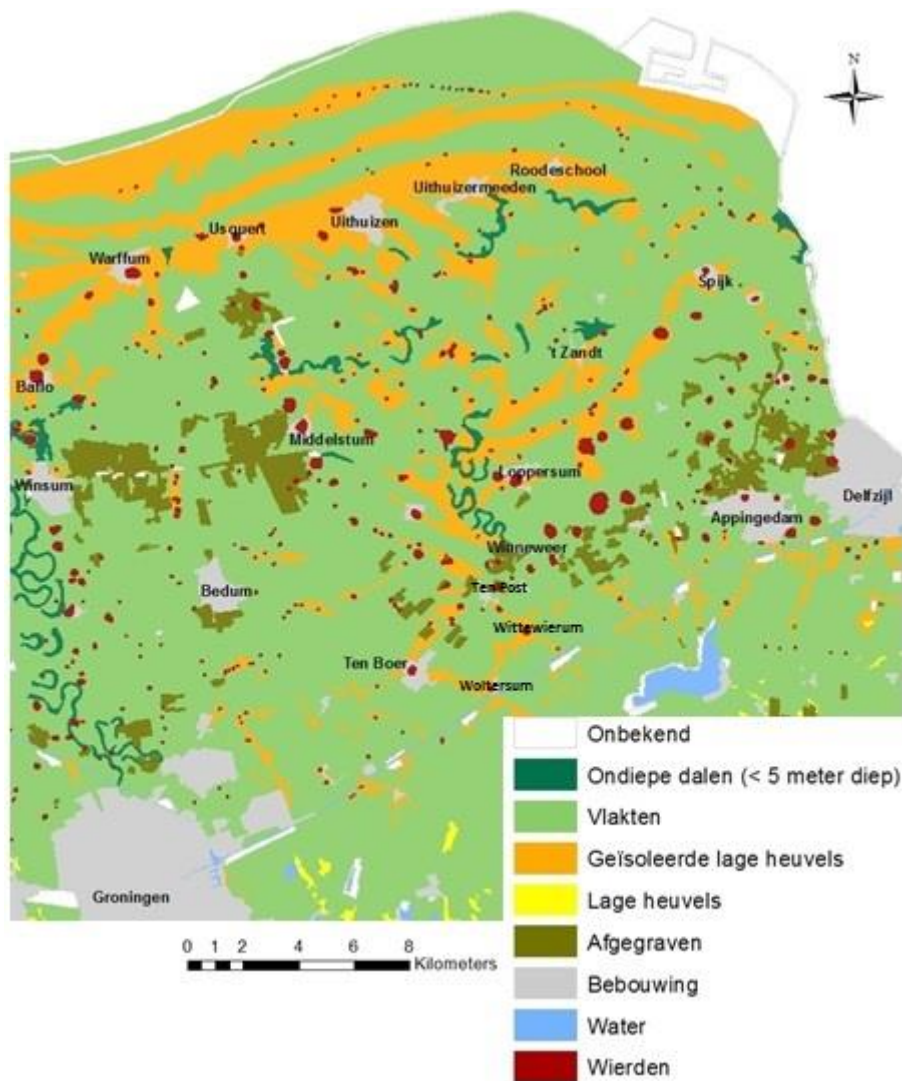 N
Roodeschool
Uithuizermeeden
Uithuizen
Usquert
Warffum
Spijk
't Zandt
Baflo
Middelstum
Loppersum
Winsum
Delfzijl
Appingedam
Winneweer
Bedum
Ten Post
Wittewierum
Ten Boer
Woltersum
Groningen
0 1 2 4 6 8
Kilometers
Onbekend
Ondiepe dalen (< 5 meter diep)
Vlakten
Geïsoleerde lage heuvels
Lage heuvels
Afgegraven
Bebouwing
Water
Wierden